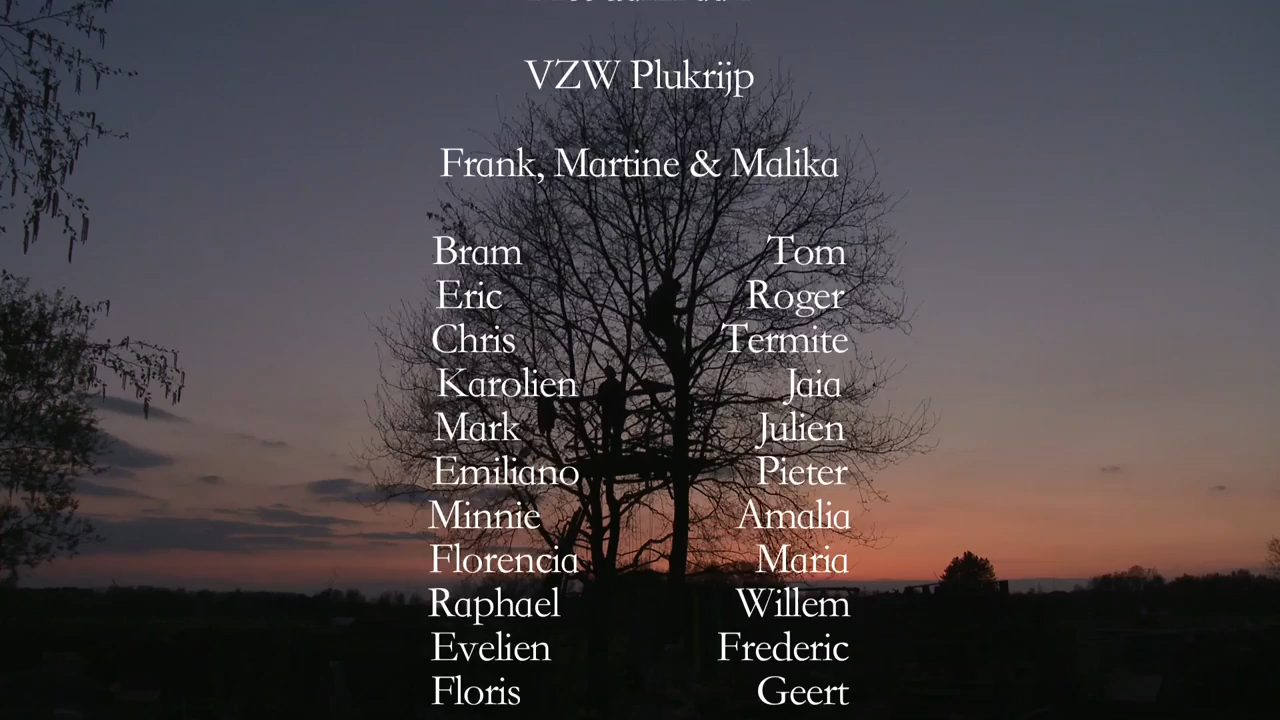 VZW Plukrijp
Frank, Martine & Malika
Bram Tom
Eric Roger
Chris Termite
Karolien Jaia
Mark Julien
Emiliano Pieter
Minnie Amalia
Florencia Maria
Raphael Willem
Evelien Frederic
Floris Geert